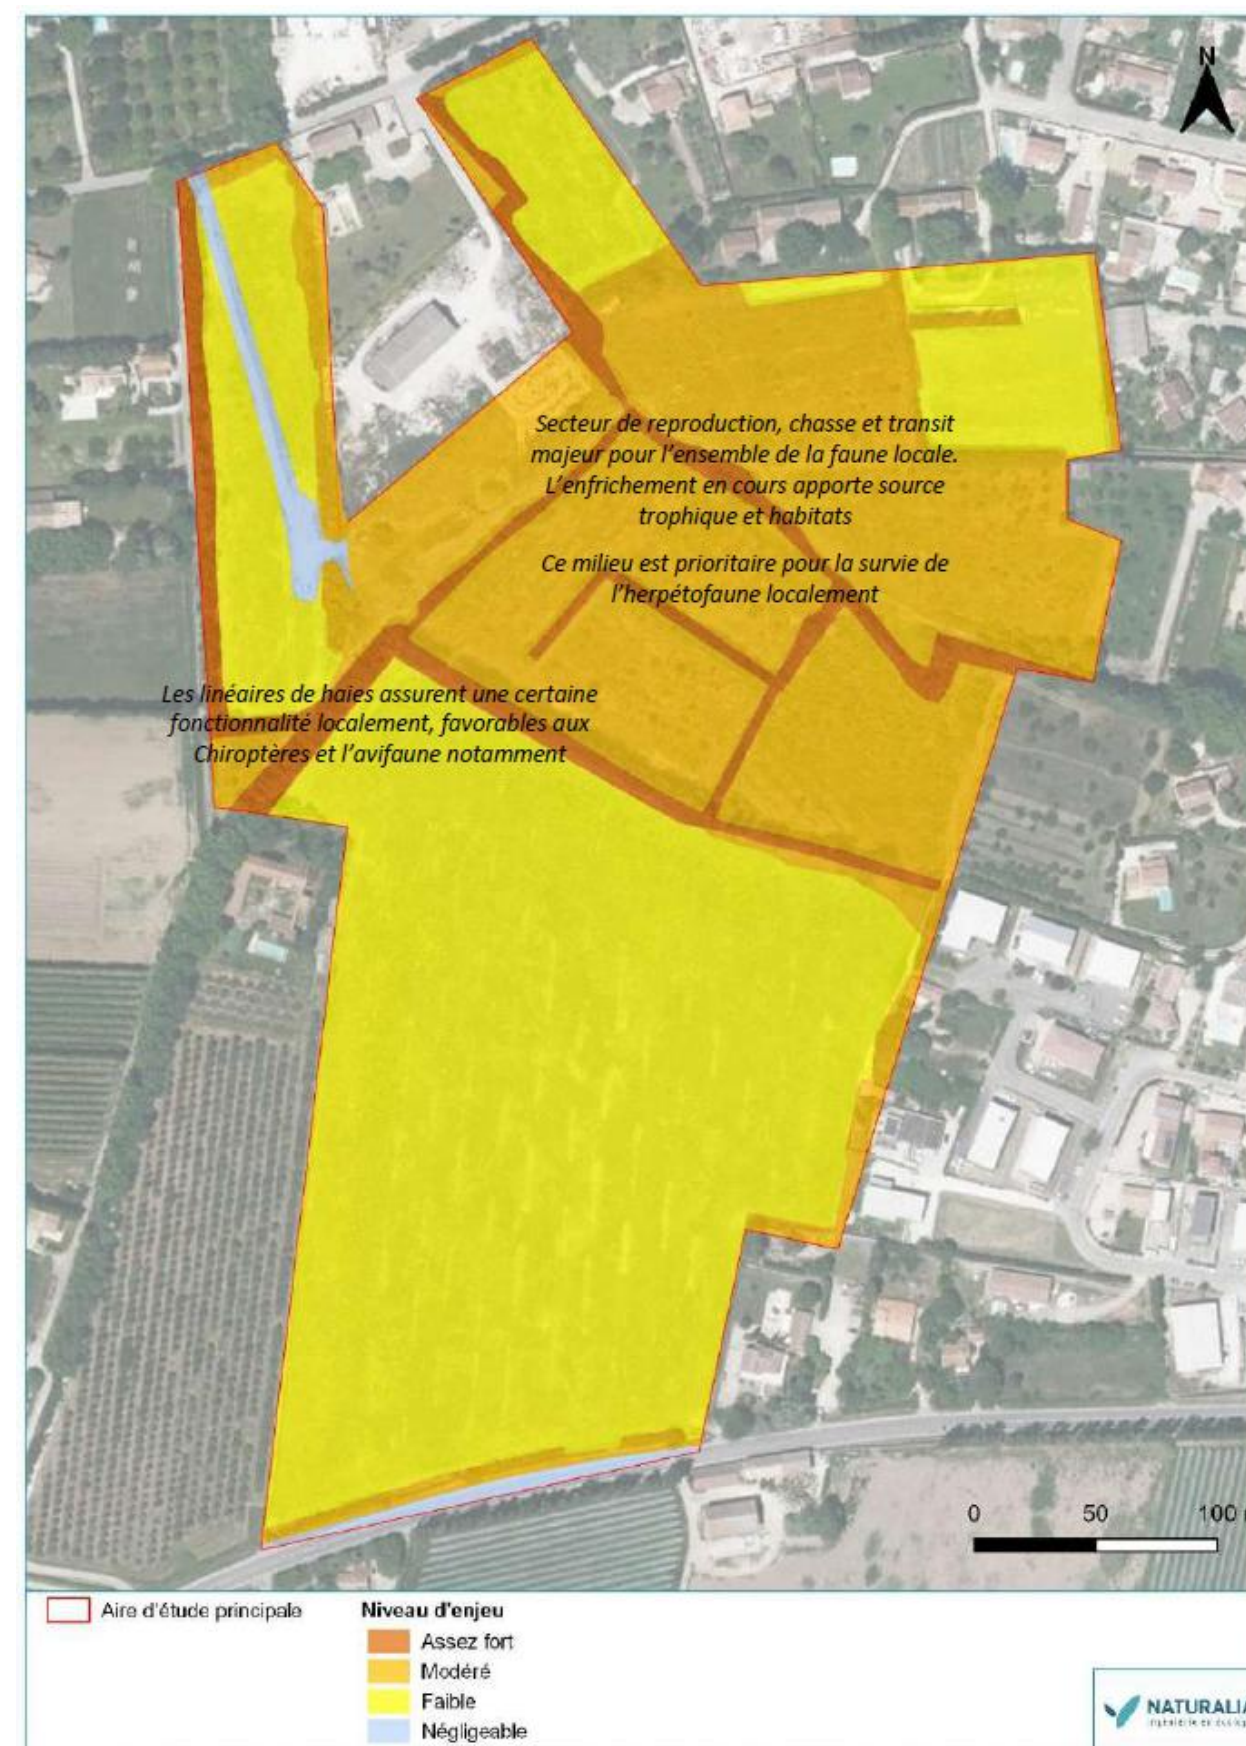 N
Secteur de reproduction, chasse et transit
majeur pour l'ensemble de la faune locale.
L'enfrichement en cours apporte source
trophique et habitats
Ce milieu est prioritaire pour la survie de
l'herpétofaune localement
Les linéaires de haies assurent une certaine
fonctionnalité localement, favorables aux
Chiroptères et l'avifaune notamment
0 50 100
Aire d'étude principale
Niveau d'enjeu
Assez fort
Modéré
Faible
Négligeable
NATURALIA